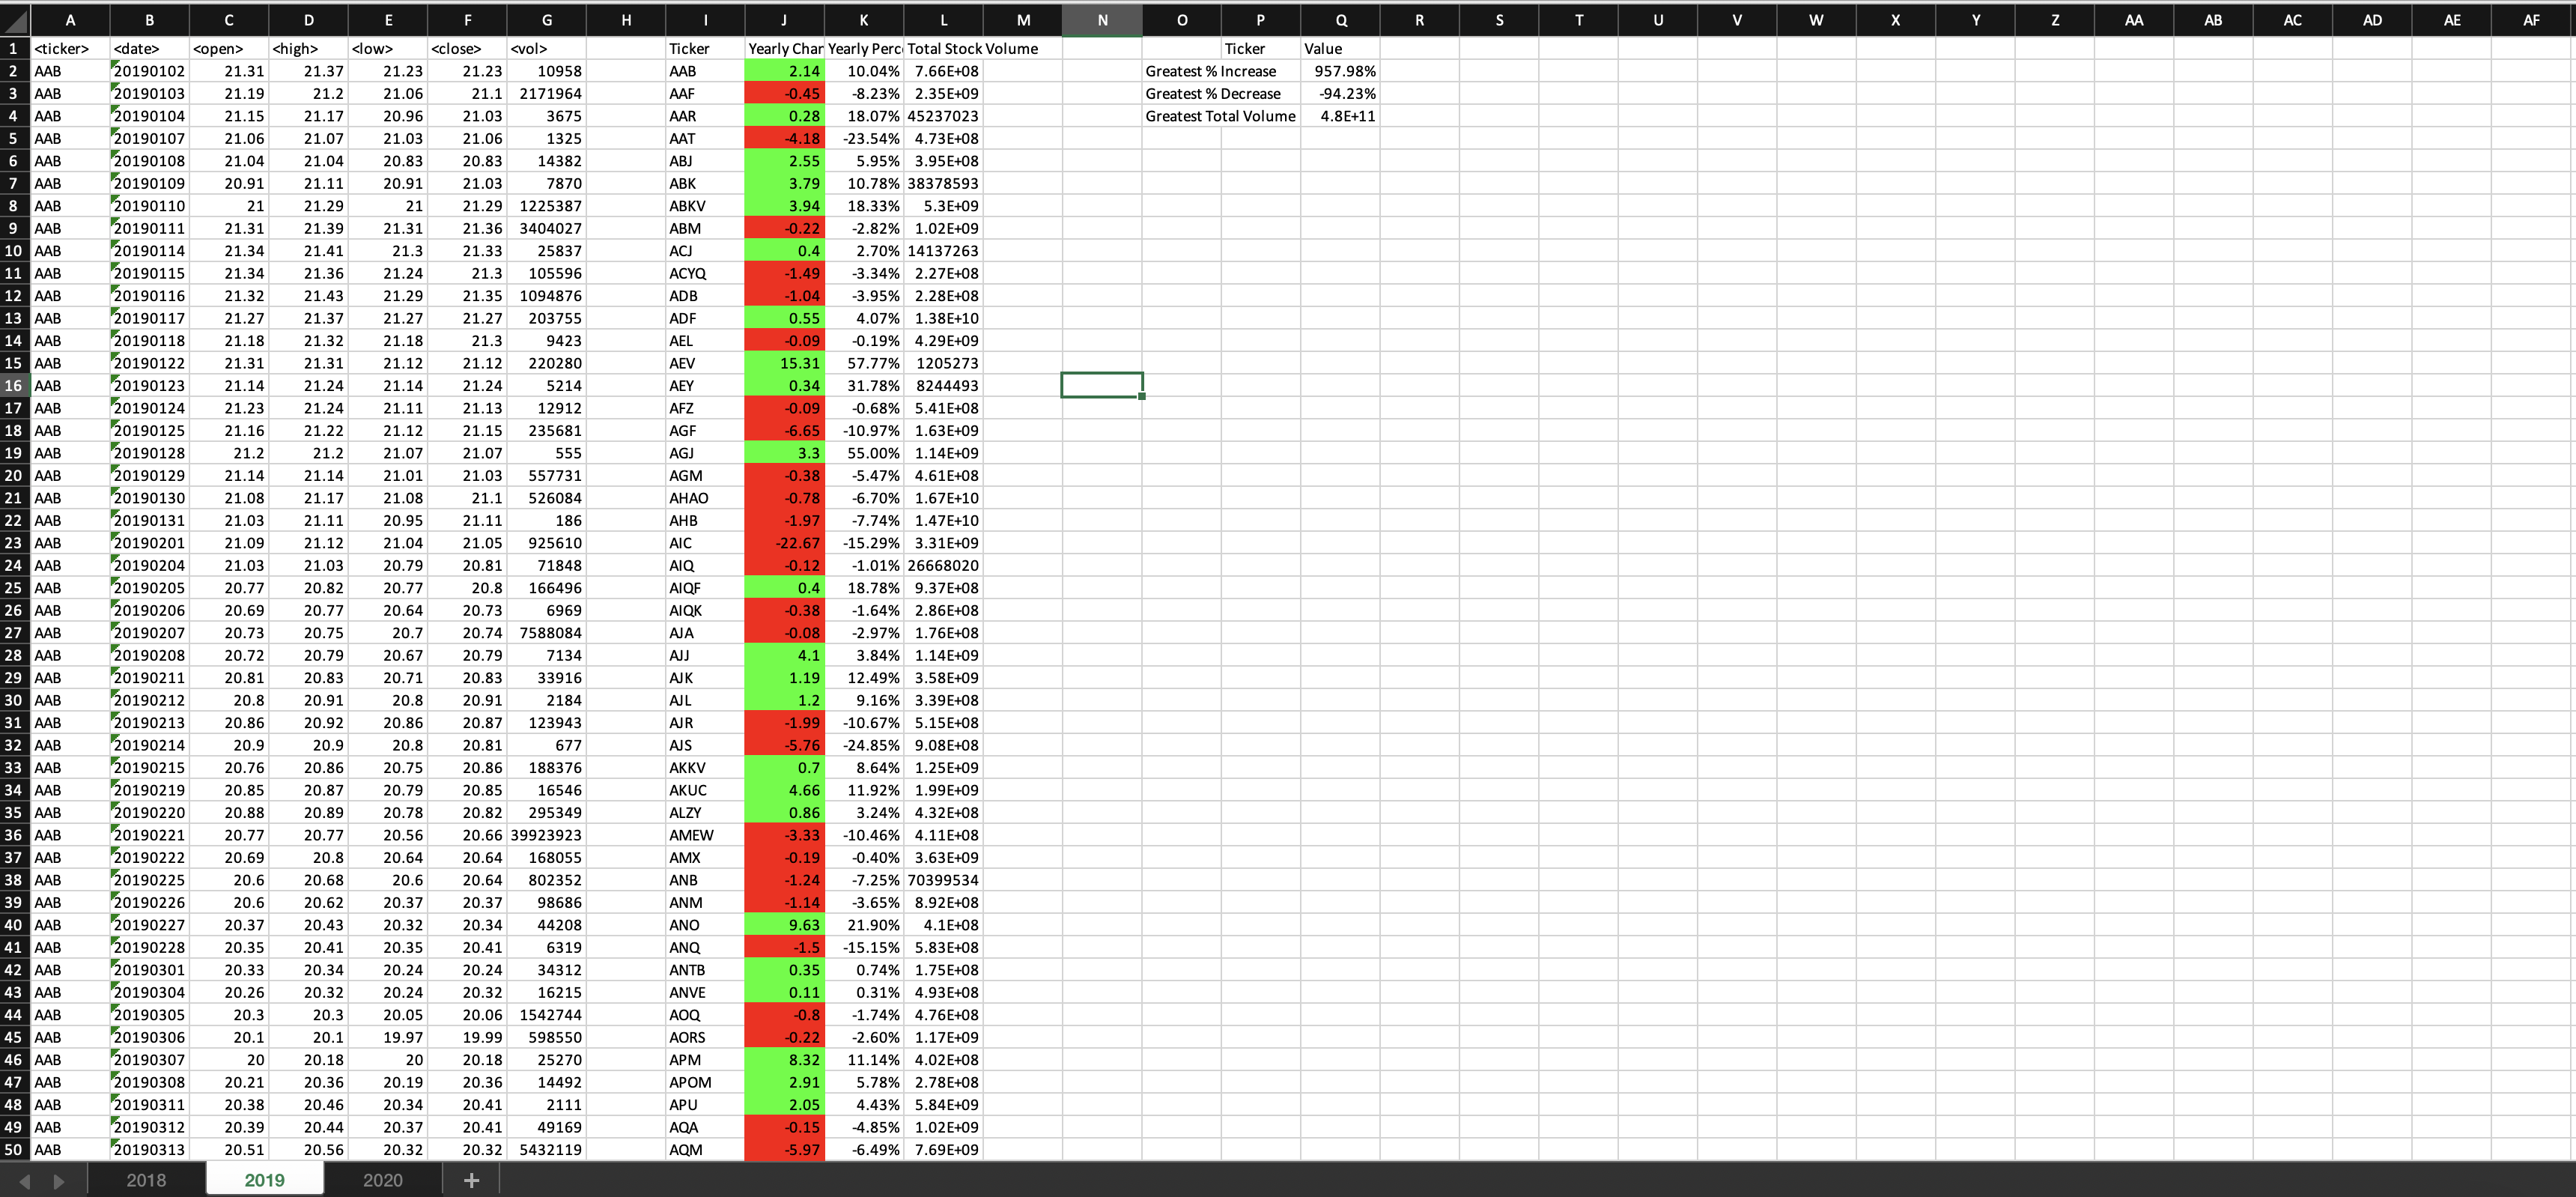 A B C D E F G H I J K L M N O P Q R S T U V W X Y Z AA AB AC AD AE AF
1 <ticker> <date> <open> <high> <low> <close> <vol> Ticker Yearly Char Yearly Perc Total Stock Volume Ticker Value
2 AAB 20190102 21.31 21.37 21.23 21.23 10958 AAB 2.14 10.04% 7.66E+08 Greatest % Increase 957.98%
3 AAB 20190103 21.19 21.2 21.06 21.1 2171964 AAF -0.45 -8.23% 2.35E+09 Greatest % Decrease -94.23%
4 AAB 20190104 21.15 21.17 20.96 21.03 3675 AAR 0.28 18.07% 45237023 Greatest Total Volume 4.8E+11
5 AAB 20190107 21.06 21.07 21.03 21.06 1325 AAT -4.18 -23.54% 4.73E+08
6 AAB 20190108 21.04 21.04 20.83 20.83 14382 ABJ 2.55 5.95% 3.95E+08
7 AAB 20190109 20.91 21.11 20.91 21.03 7870 ABK 3.79 10.78% 38378593
8 AAB 20190110 21 21.29 21 21.29 1225387 ABKV 3.94 18.33% 5.3E+09
9 AAB 20190111 21.31 21.39 21.31 21.36 3404027 ABM -0.22 -2.82% 1.02E+09
10 AAB 20190114 21.34 21.41 21.3 21.33 25837 ACJ 0.4 2.70% 14137263
11 AAB 20190115 21.34 21.36 21.24 21.3 105596 ACYQ -1.49 -3.34% 2.27E+08
12 AAB 20190116 21.32 21.43 21.29 21.35 1094876 ADB -1.04 -3.95% 2.28E+08
13 AAB 20190117 21.27 21.37 21.27 21.27 203755 ADF 0.55 4.07% 1.38E+10
14 AAB 20190118 21.18 21.32 21.18 21.3 9423 AEL -0.09 -0.19% 4.29E+09
15 AAB 20190122 21.31 21.31 21.12 21.12 220280 AEV 15.31 57.77% 1205273
16 AAB 20190123 21.14 21.24 21.14 21.24 5214 AEY 0.34 31.78% 8244493
17 AAB 20190124 21.23 21.24 21.11 21.13 12912 AFZ -0.09 -0.68% 5.41E+08
18 AAB 20190125 21.16 21.22 21.12 21.15 235681 AGF -6.65 -10.97% 1.63E+09
19 AAB 20190128 21.2 21.2 21.07 21.07 555 AGJ 3.3 55.00% 1.14E+09
20 AAB 20190129 21.14 21.14 21.01 21.03 557731 AGM -0.38 -5.47% 4.61E+08
21 AAB 20190130 21.08 21.17 21.08 21.1 526084 AHAO -0.78 -6.70% 1.67E+10
22 AAB 20190131 21.03 21.11 20.95 21.11 186 AHB -1.97 -7.74% 1.47E+10
23 AAB 20190201 21.09 21.12 21.04 21.05 925610 AIC -22.67 -15.29% 3.31E+09
24 AAB 20190204 21.03 21.03 20.79 20.81 71848 AIQ -0.12 -1.01% 26668020
25 AAB 20190205 20.77 20.82 20.77 20.8 166496 AIQF 0.4 18.78% 9.37E+08
26 AAB 20190206 20.69 20.77 20.64 20.73 6969 AIQK -0.38 -1.64% 2.86E+08
27 AAB 20190207 20.73 20.75 20.7 20.74 7588084 AJA -0.08 -2.97% 1.76E+08
28 AAB 20190208 20.72 20.79 20.67 20.79 7134 AJJ 4.1 3.84% 1.14E+09
29 AAB 20190211 20.81 20.83 20.71 20.83 33916 AJK 1.19 12.49% 3.58E+09
30 AAB 20190212 20.8 20.91 20.8 20.91 2184 AJL 1.2 9.16% 3.39E+08
31 AAB 20190213 20.86 20.92 20.86 20.87 123943 AJR -1.99 -10.67% 5.15E+08
32 AAB 20190214 20.9 20.9 20.8 20.81 677 AJS -5.76 -24.85% 9.08E+08
33 AAB 20190215 20.76 20.86 20.75 20.86 188376 AKKV 0.7 8.64% 1.25E+09
34 AAB 20190219 20.85 20.87 20.79 20.85 16546 AKUC 4.66 11.92% 1.99E+09
35 AAB 20190220 20.88 20.89 20.78 20.82 295349 ALZY 0.86 3.24% 4.32E+08
36 AAB 20190221 20.77 20.77 20.56 20.66 39923923 AMEW -3.33 -10.46% 4.11E+08
37 AAB 20190222 20.69 20.8 20.64 20.64 168055 AMX -0.19 -0.40% 3.63E+09
38 AAB 20190225 20.6 20.68 20.6 20.64 802352 ANB -1.24 -7.25% 70399534
39 AAB 20190226 20.6 20.62 20.37 20.37 98686 ANM -1.14 -3.65% 8.92E+08
40 AAB 20190227 20.37 20.43 20.32 20.34 44208 ANO 9.63 21.90% 4.1E+08
41 AAB 20190228 20.35 20.41 20.35 20.41 6319 ANQ -1.5 -15.15% 5.83E+08
42 AAB 20190301 20.33 20.34 20.24 20.24 34312 ANTB 0.35 0.74% 1.75E+08
43 AAB 20190304 20.26 20.32 20.24 20.32 16215 ANVE 0.11 0.31% 4.93E+08
44 AAB 20190305 20.3 20.3 20.05 20.06 1542744 AOQ -0.8 -1.74% 4.76E+08
45 AAB 20190306 20.1 20.1 19.97 19.99 598550 AORS -0.22 -2.60% 1.17E+09
46 AAB 20190307 20 20.18 20 20.18 25270 APM 8.32 11.14% 4.02E+08
47 AAB 20190308 20.21 20.36 20.19 20.36 14492 APOM 2.91 5.78% 2.78E+08
48 AAB 20190311 20.38 20.46 20.34 20.41 2111 APU 2.05 4.43% 5.84E+09
49 AAB 20190312 20.39 20.44 20.37 20.41 49169 AQA -0.15 -4.85% 1.02E+09
50 AAB 20190313 20.51 20.56 20.32 20.32 5432119 AQM -5.97 -6.49% 7.69E+09
2018 2019 2020 +